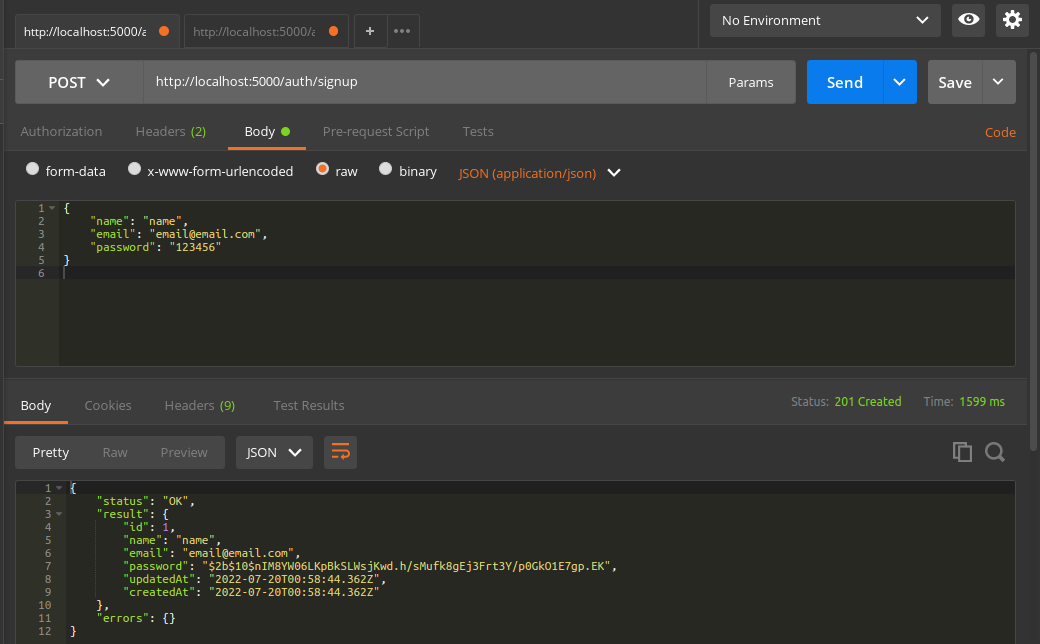 http://localhost:5000/a http://localhost:5000/a + ••• No Environment
POST http://localhost:5000/auth/signup Params Send Save
Authorization Headers (2) Body Pre-request Script Tests Code
form-data x-www-form-urlencoded raw binary JSON (application/json)
1 {
2 "name": "name",
3 "email": "email@email.com",
4 "password": "123456"
5 }
6
Body Cookies Headers (9) Test Results Status: 201 Created Time: 1599 ms
Pretty Raw Preview JSON
1 {
2 "status": "OK",
3 "result": {
4 "id": 1,
5 "name": "name",
6 "email": "email@email.com",
7 "password": "$2b$10$nIM8YW06LKpBkSLWsjKwd.h/sMufk8gEj3Frt3Y/p0GkO1E7gp.EK",
8 "updatedAt": "2022-07-20T00:58:44.362Z",
9 "createdAt": "2022-07-20T00:58:44.362Z"
10 },
11 "errors": {}
12 }